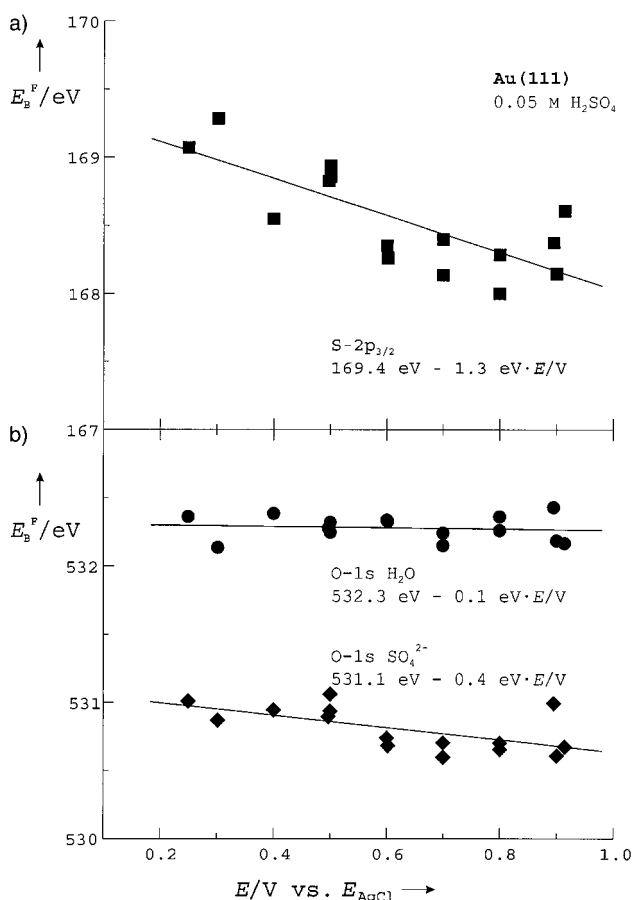 a)
170
E_B^F/eV
Au(111)
0.05 M H₂SO₄
169
168
S-2p₃/₂
169.4 eV - 1.3 eV·E/V
167
b)
E_B^F/eV
532
O-1s H₂O
532.3 eV - 0.1 eV·E/V
O-1s SO₄²⁻
531.1 eV - 0.4 eV·E/V
531
530
0.2 0.4 0.6 0.8 1.0
E/V vs. E_AgCl →